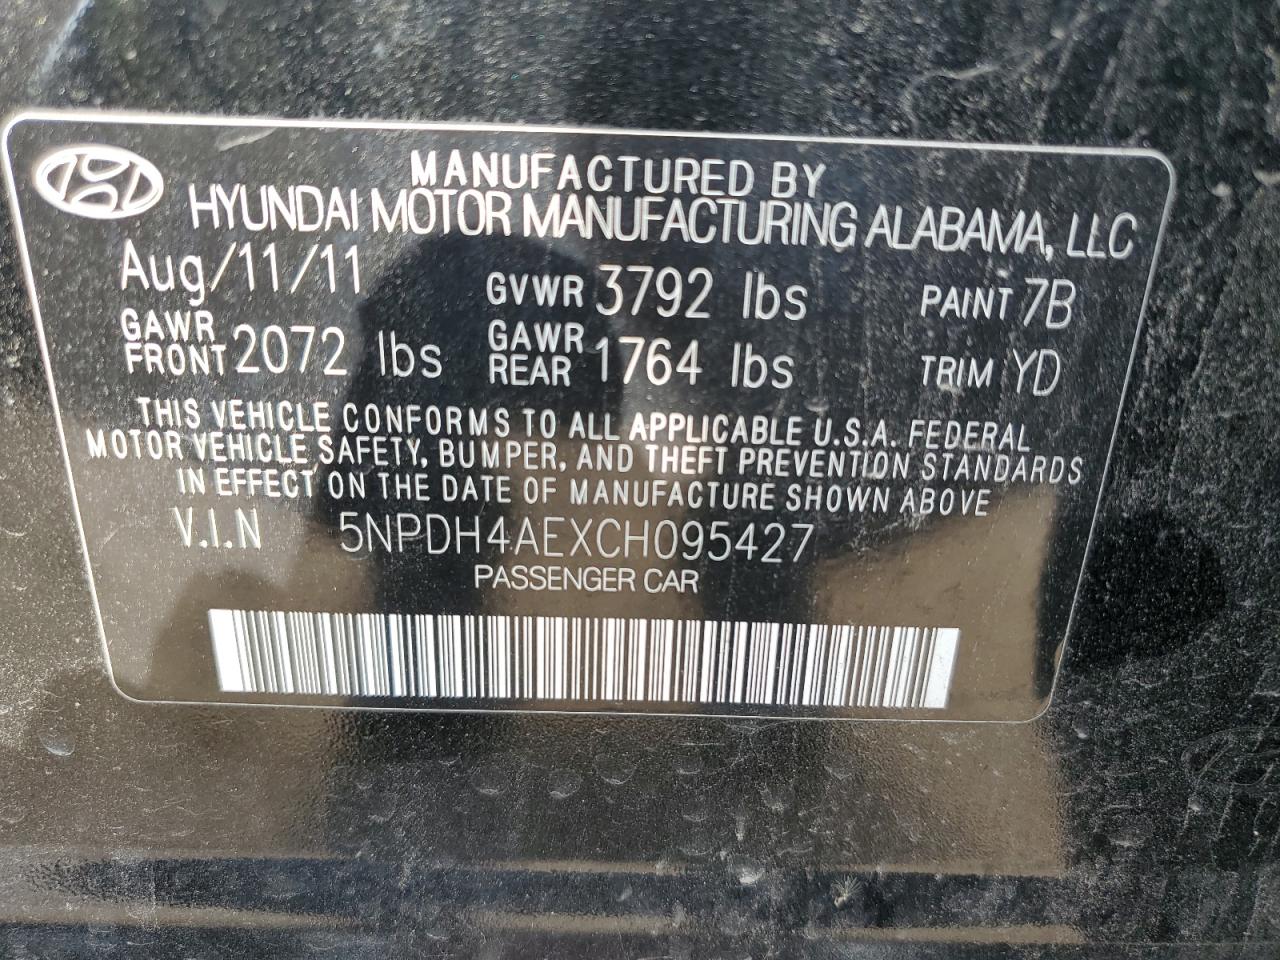 MANUFACTURED BY
HYUNDAI MOTOR MANUFACTURING ALABAMA, LLC
Aug/11/11 GVWR 3792 lbs PAINT 7B
GAWR FRONT 2072 lbs GAWR REAR 1764 lbs TRIM YD
THIS VEHICLE CONFORMS TO ALL APPLICABLE U.S.A. FEDERAL
MOTOR VEHICLE SAFETY, BUMPER, AND THEFT PREVENTION STANDARDS
IN EFFECT ON THE DATE OF MANUFACTURE SHOWN ABOVE
V.I.N 5NPDH4AEXCH095427
PASSENGER CAR